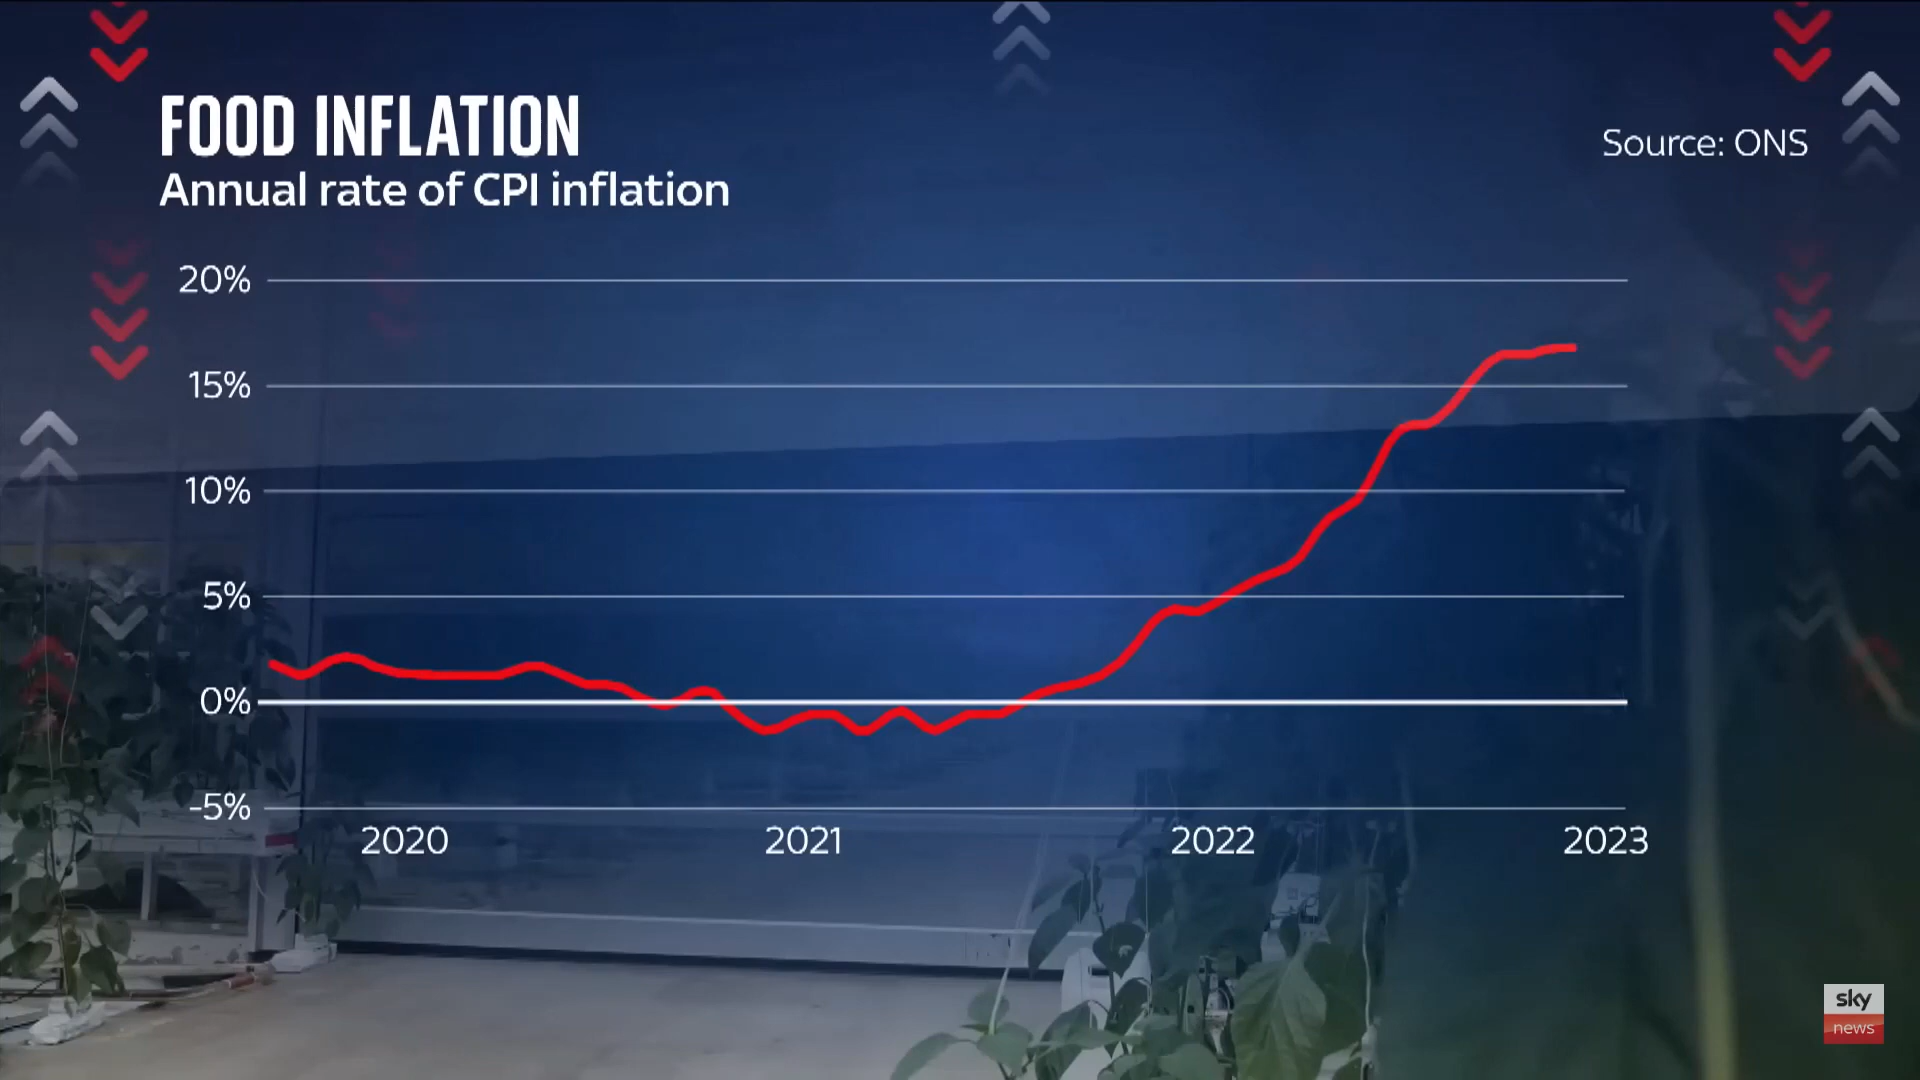 FOOD INFLATION
Annual rate of CPI inflation
Source: ONS
20%
15%
10%
5%
0%
-5%
2020 2021 2022 2023
sky
news